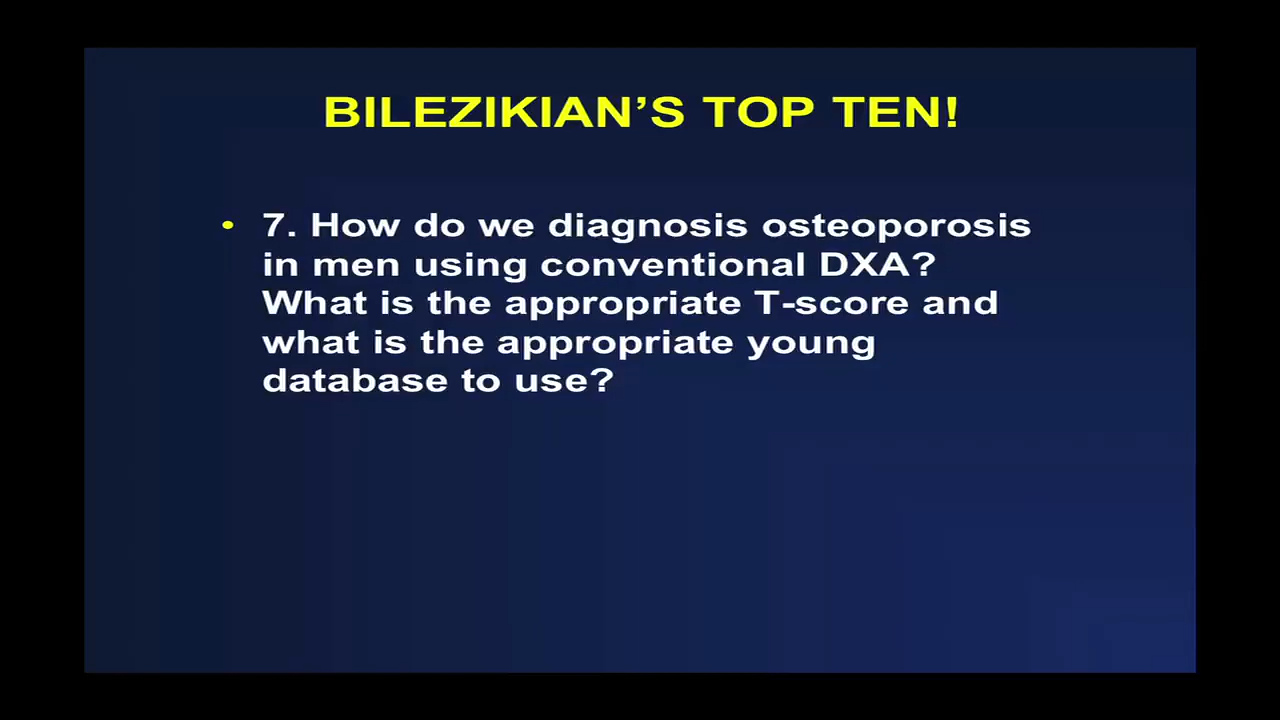 BILEZIKIAN’S TOP TEN!
• 7. How do we diagnosis osteoporosis
in men using conventional DXA?
What is the appropriate T-score and
what is the appropriate young
database to use?